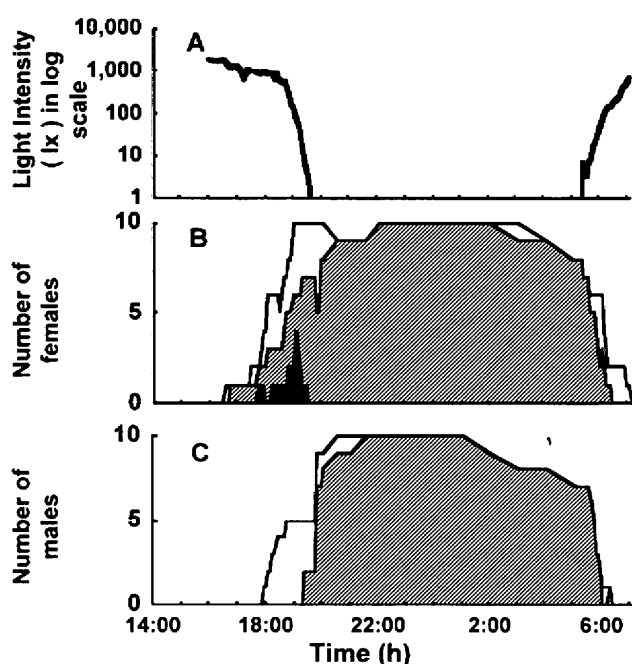 A
10,000
1,000
100
10
1
Light Intensity
( lx ) in log
scale
B
10
5
0
Number of
females
C
10
5
0
Number of
males
14:00 18:00 22:00 2:00 6:00
Time (h)